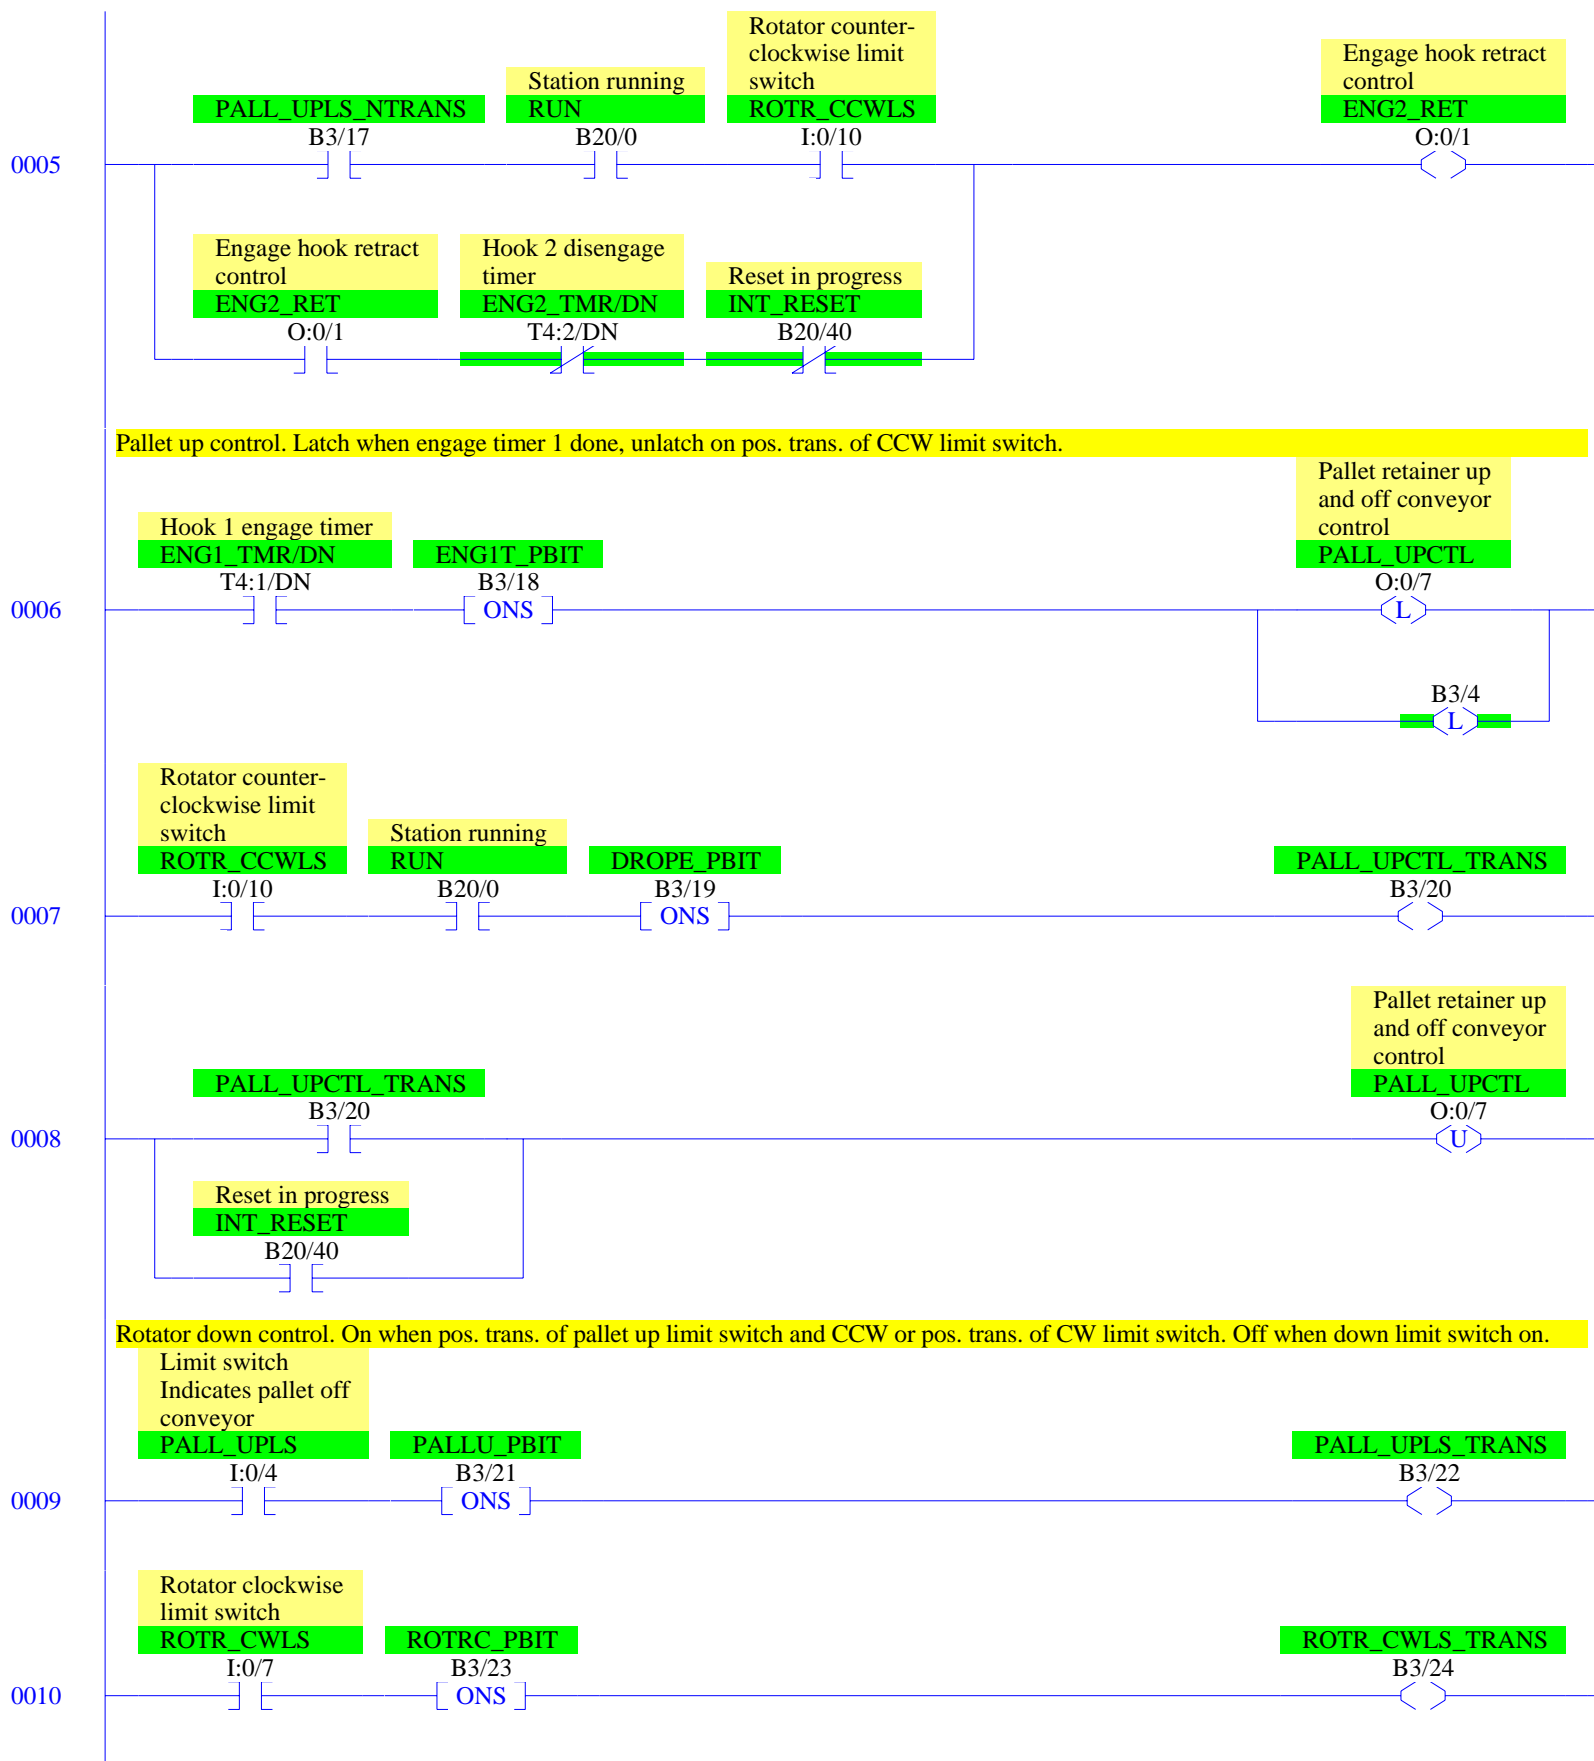 Rotator counter-
clockwise limit
switch
ROTR_CCWLS
I:0/10
Engage hook retract
control
ENG2_RET
O:0/1
Station running
RUN
B20/0
PALL_UPLS_NTRANS
B3/17
0005
Engage hook retract
control
ENG2_RET
O:0/1
Hook 2 disengage
timer
ENG2_TMR/DN
T4:2/DN
Reset in progress
INT_RESET
B20/40
Pallet up control. Latch when engage timer 1 done, unlatch on pos. trans. of CCW limit switch.
Hook 1 engage timer
ENG1_TMR/DN
T4:1/DN
ENG1T_PBIT
B3/18
ONS
Pallet retainer up
and off conveyor
control
PALL_UPCTL
O:0/7
L
0006
B3/4
L
Rotator counter-
clockwise limit
switch
ROTR_CCWLS
I:0/10
Station running
RUN
B20/0
DROPE_PBIT
B3/19
ONS
PALL_UPCTL_TRANS
B3/20
0007
Pallet retainer up
and off conveyor
control
PALL_UPCTL
O:0/7
U
PALL_UPCTL_TRANS
B3/20
0008
Reset in progress
INT_RESET
B20/40
Rotator down control. On when pos. trans. of pallet up limit switch and CCW or pos. trans. of CW limit switch. Off when down limit switch on.
Limit switch
Indicates pallet off
conveyor
PALL_UPLS
I:0/4
PALLU_PBIT
B3/21
ONS
PALL_UPLS_TRANS
B3/22
0009
Rotator clockwise
limit switch
ROTR_CWLS
I:0/7
ROTRC_PBIT
B3/23
ONS
ROTR_CWLS_TRANS
B3/24
0010